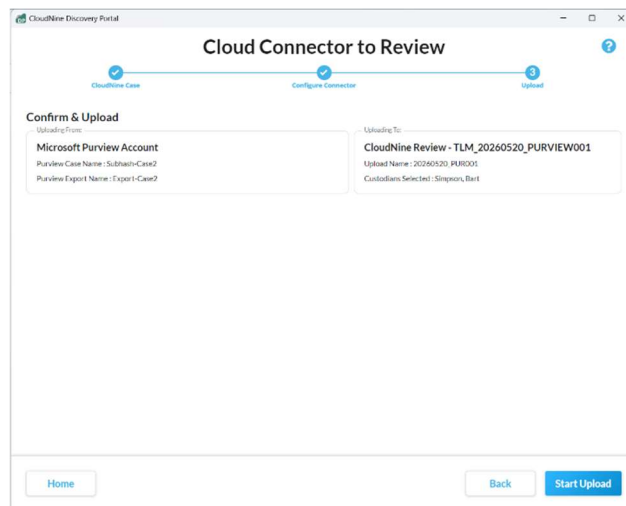 CloudNine Discovery Portal
Cloud Connector to Review
?
3
CloudNine Case
Configure Connector
Upload
Confirm & Upload
Uploading From:
Microsoft Purview Account
Purview Case Name : Subhash-Case2
Purview Export Name : Export-Case2
Uploading To:
CloudNine Review - TLM_20260520_PURVIEW001
Upload Name : 20260520_PUR001
Custodians Selected : Simpson, Bart
Home
Back
Start Upload